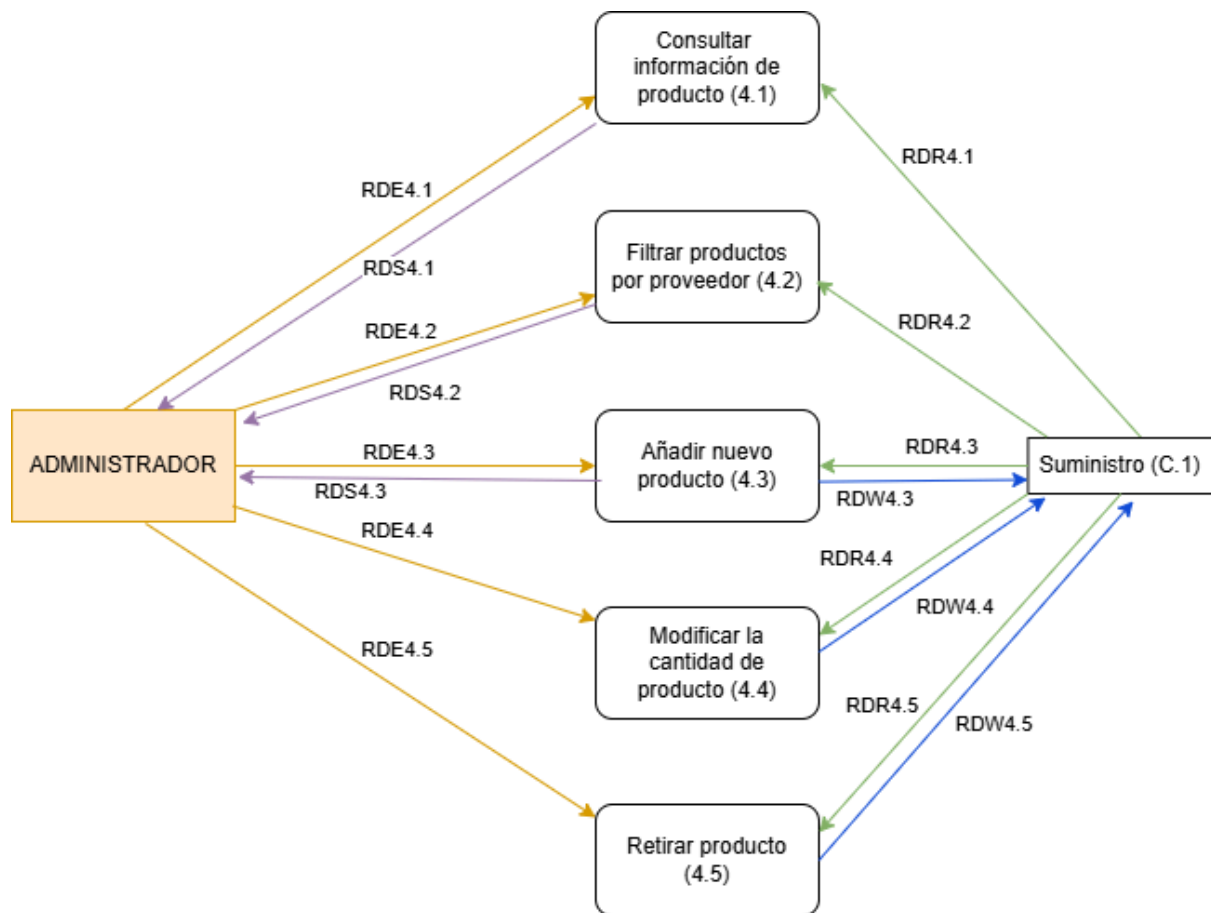 Consultar
información de
producto (4.1)
RDR4.1
RDE4.1
Filtrar productos
por proveedor (4.2)
RDS4.1
RDE4.2
RDR4.2
RDS4.2
ADMINISTRADOR
RDE4.3
Añadir nuevo
producto (4.3)
RDR4.3
Suministro (C.1)
RDS4.3
RDW4.3
RDE4.4
RDR4.4
RDW4.4
Modificar la
cantidad de
producto (4.4)
RDE4.5
RDR4.5
RDW4.5
Retirar producto
(4.5)